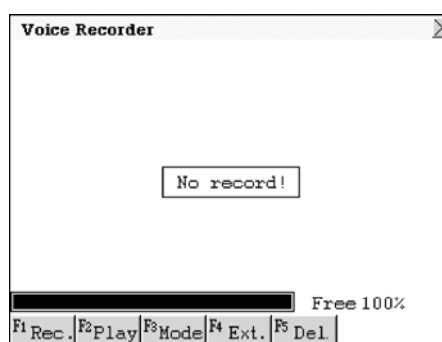 Voice Recorder
No record!
Free 100%
F1 Rec. F2 Play F3 Mode F4 Ext. F5 Del.